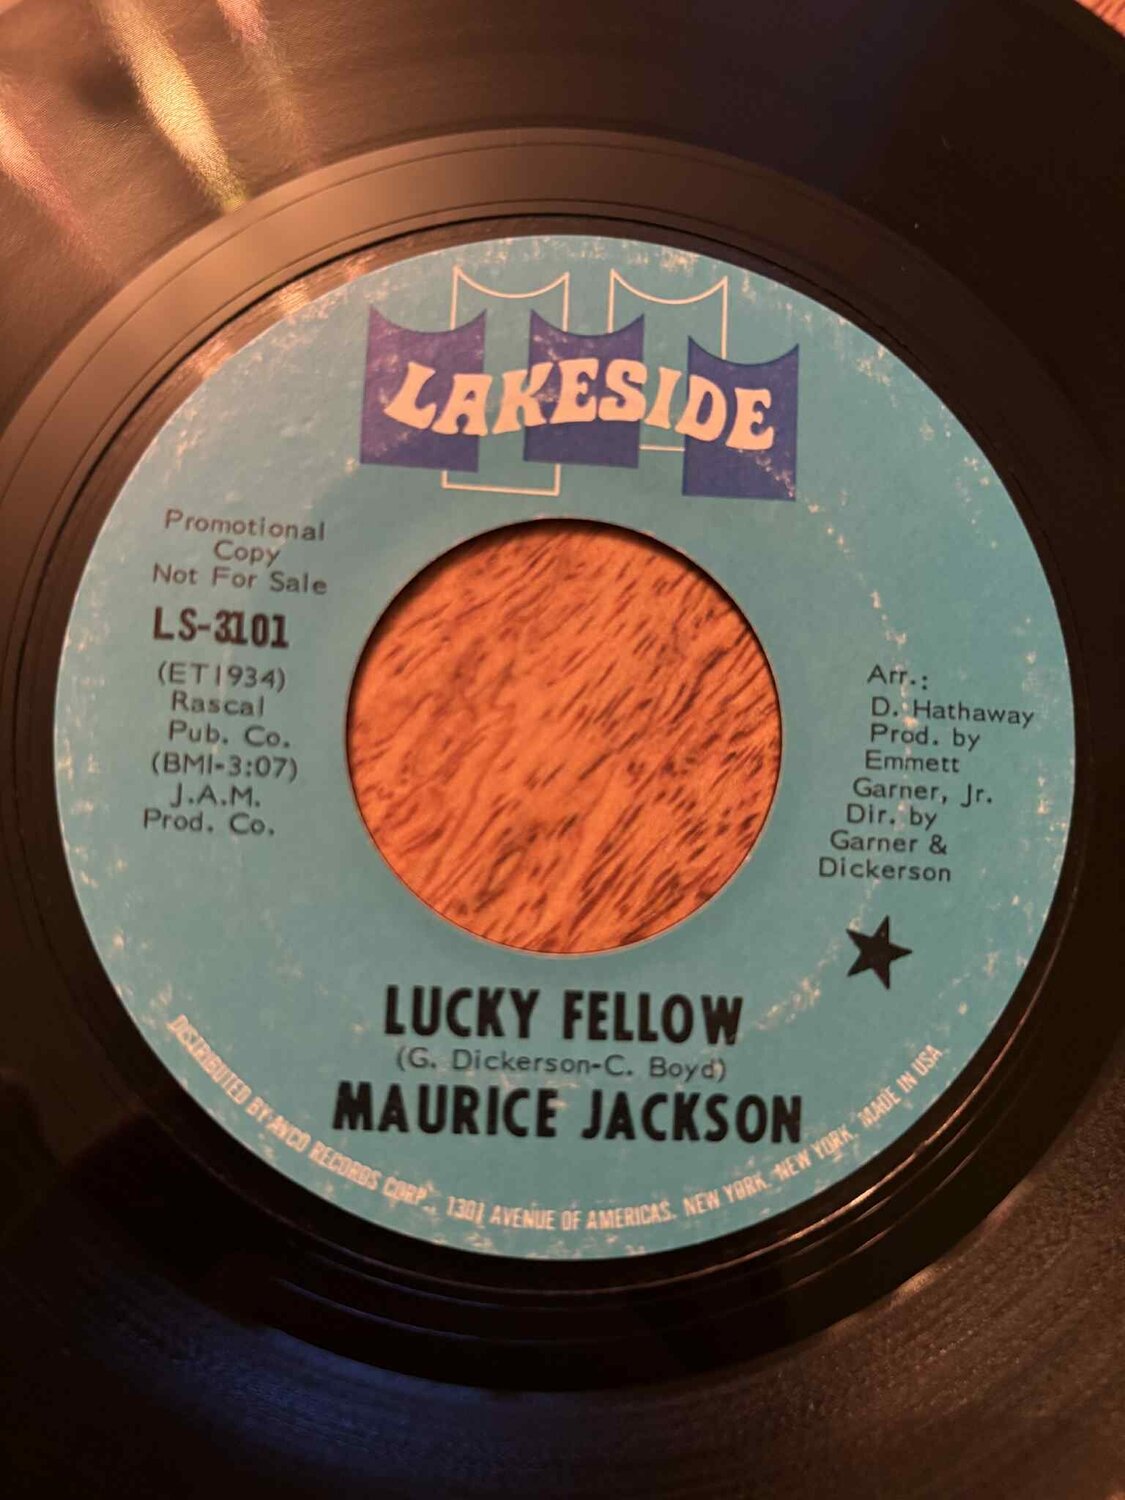 LAKESIDE
Promotional
Copy
Not For Sale
LS-3101
(ET1934)
Rascal
Pub. Co.
(BMI-3:07)
J.A.M.
Prod. Co.
Arr.:
D. Hathaway
Prod. by
Emmett
Garner, Jr.
Dir. by
Garner &
Dickerson
LUCKY FELLOW
(G. Dickerson-C. Boyd)
MAURICE JACKSON
DISTRIBUTED BY AVCO RECORDS CORP., 1301 AVENUE OF AMERICAS, NEW YORK, NEW YORK. MADE IN USA.